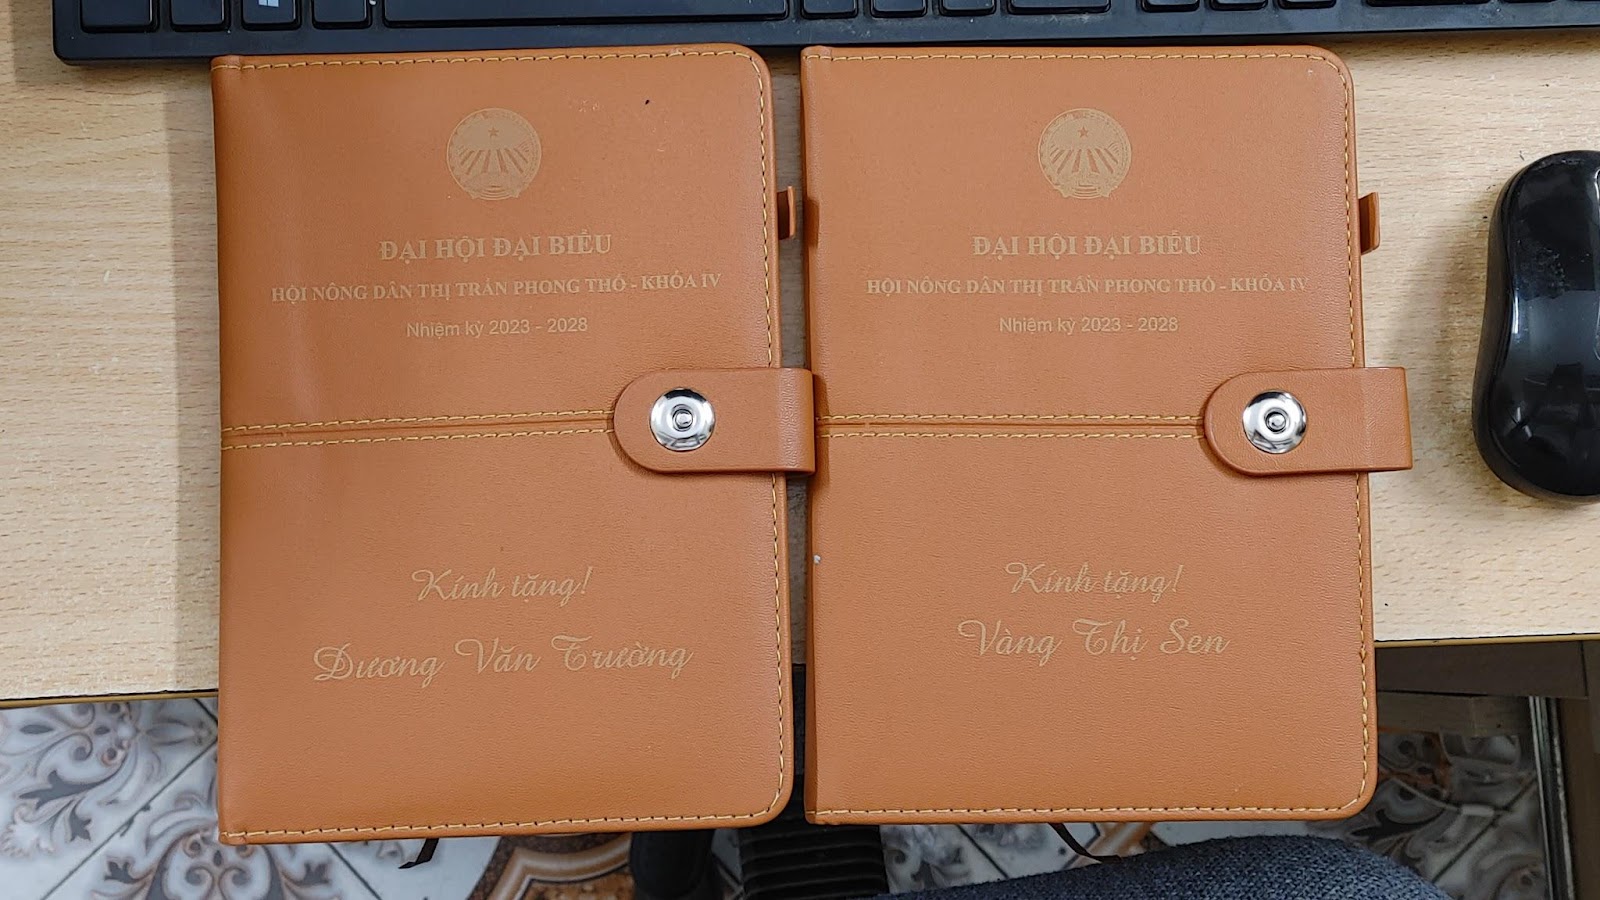 ĐẠI HỘI ĐẠI BIỂU
HỘI NÔNG DÂN THỊ TRẤN PHONG THỔ - KHÓA IV
Nhiệm kỳ 2023 - 2028
Kính tặng!
Dương Văn Trường
ĐẠI HỘI ĐẠI BIỂU
HỘI NÔNG DÂN THỊ TRẤN PHONG THỔ - KHÓA IV
Nhiệm kỳ 2023 - 2028
Kính tặng!
Vàng Thị Sen